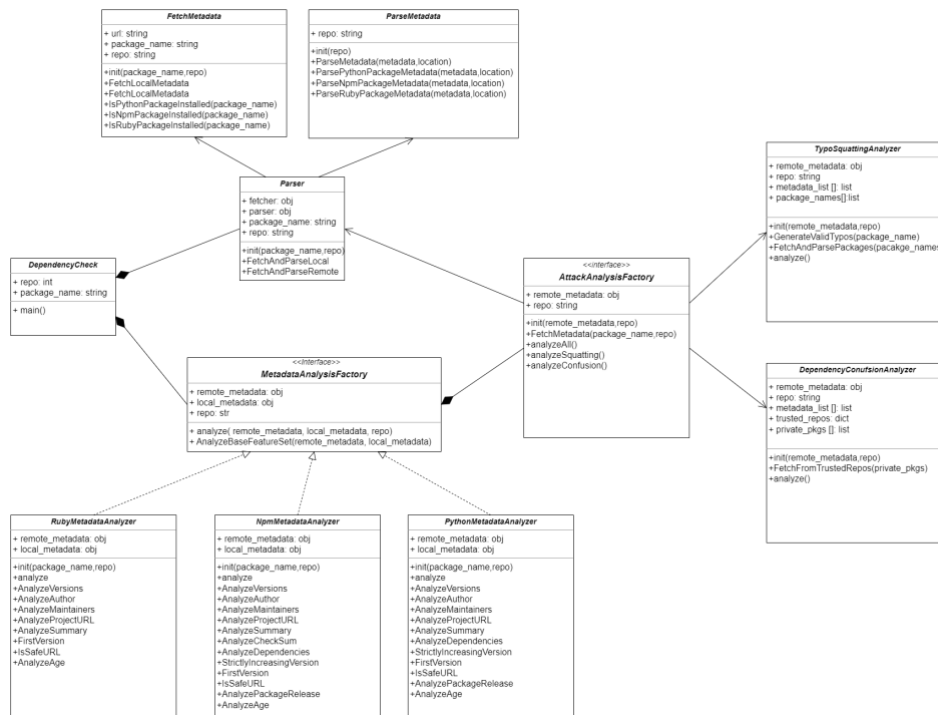 FetchMetadata
+ url: string
+ package_name: string
+ repo: string
+init(package_name,repo)
+FetchLocalMetadata
+FetchLocalMetadata
+IsPythonPackageInstalled(package_name)
+IsNpmPackageInstalled(package_name)
+IsRubyPackageInstalled(package_name)
ParseMetadata
+ repo: string
+init(repo)
+ParseMetadata(metadata,location)
+ParsePythonPackageMetadata(metadata,location)
+ParseNpmPackageMetadata(metadata,location)
+ParseRubyPackageMetadata(metadata,location)
Parser
+ fetcher: obj
+ parser: obj
+ package_name: string
+ repo: string
+init(package_name,repo)
+FetchAndParseLocal
+FetchAndParseRemote
TypoSquattingAnalyzer
+ remote_metadata: obj
+ repo: string
+ metadata_list []: list
+ package_names[]:list
+init(remote_metadata,repo)
+GenerateValidTypos(package_name)
+FetchAndParsePackages(pacakge_names
+analyze()
DependencyCheck
+ repo: int
+ package_name: string
+ main()
<<interface>>
AttackAnalysisFactory
+ remote_metadata: obj
+ repo: string
+init(remote_metadata,repo)
+FetchMetadata(package_name,repo)
+analyzeAll()
+analyzeSquatting()
+analyzeConfusion()
<<interface>>
MetadataAnalysisFactory
+ remote_metadata: obj
+ local_metadata: obj
+ repo: str
+ analyze( remote_metadata, local_metadata, repo)
+ AnalyzeBaseFeatureSet(remote_metadata, local_metadata)
DependencyConufsionAnalyzer
+ remote_metadata: obj
+ repo: string
+ metadata_list []: list
+ trusted_repos: dict
+ private_pkgs []: list
+init(remote_metadata,repo)
+FetchFromTrustedRepos(private_pkgs)
+analyze()
RubyMetadataAnalyzer
+ remote_metadata: obj
+ local_metadata: obj
+init(package_name,repo)
+analyze
+AnalyzeVersions
+AnalyzeAuthor
+AnalyzeMaintainers
+AnalyzeProjectURL
+AnalyzeSummary
+FirstVersion
+IsSafeURL
+AnalyzeAge
NpmMetadataAnalyzer
+ remote_metadata: obj
+ local_metadata: obj
+init(package_name,repo)
+analyze
+AnalyzeVersions
+AnalyzeAuthor
+AnalyzeMaintainers
+AnalyzeProjectURL
+AnalyzeSummary
+AnalyzeCheckSum
+AnalyzeDependencies
+StrictlyIncreasingVersion
+FirstVersion
+IsSafeURL
+AnalyzePackageRelease
+AnalyzeAge
PythonMetadataAnalyzer
+ remote_metadata: obj
+ local_metadata: obj
+init(package_name,repo)
+analyze
+AnalyzeVersions
+AnalyzeAuthor
+AnalyzeMaintainers
+AnalyzeProjectURL
+AnalyzeSummary
+AnalyzeDependencies
+StrictlyIncreasingVersion
+FirstVersion
+IsSafeURL
+AnalyzePackageRelease
+AnalyzeAge